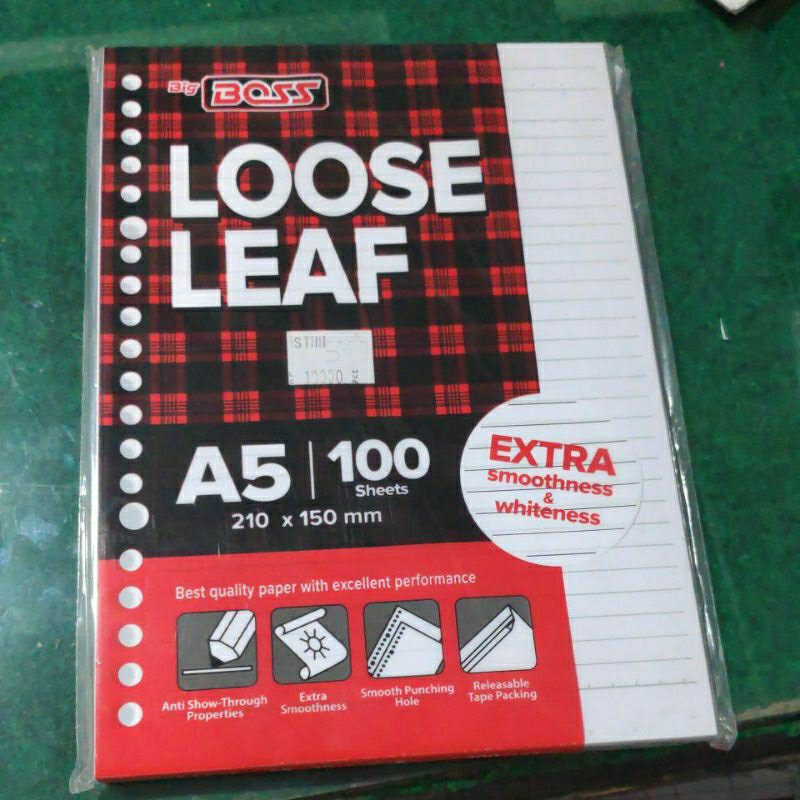 Big BOSS
LOOSE
LEAF
STHN
A5
100
Sheets
210 x 150 mm
EXTRA
smoothness
&
whiteness
Best quality paper with excellent performance
Anti Show-Through
Properties
Extra
Smoothness
Smooth Punching
Hole
Releasable
Tape Packing